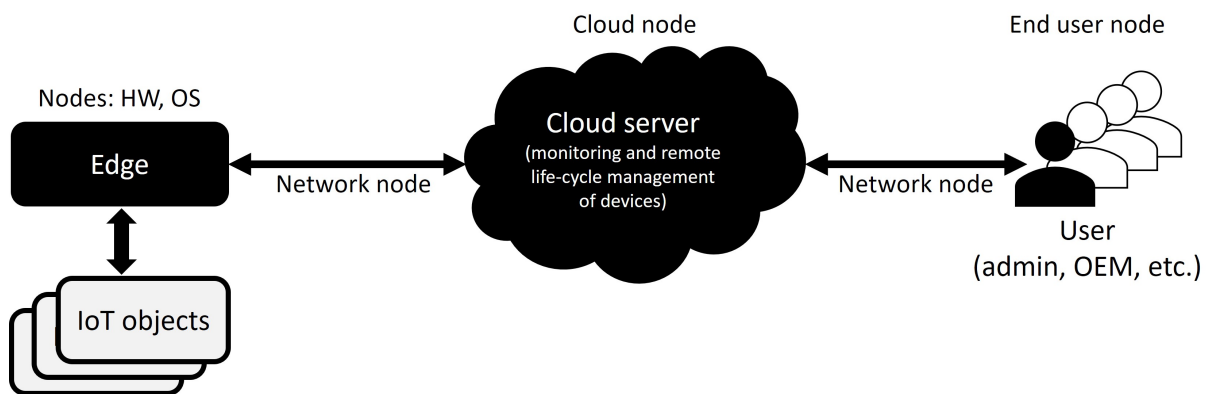 Cloud node
End user node
Nodes: HW, OS
Edge
Network node
Cloud server
(monitoring and remote
life-cycle management
of devices)
Network node
User
(admin, OEM, etc.)
IoT objects